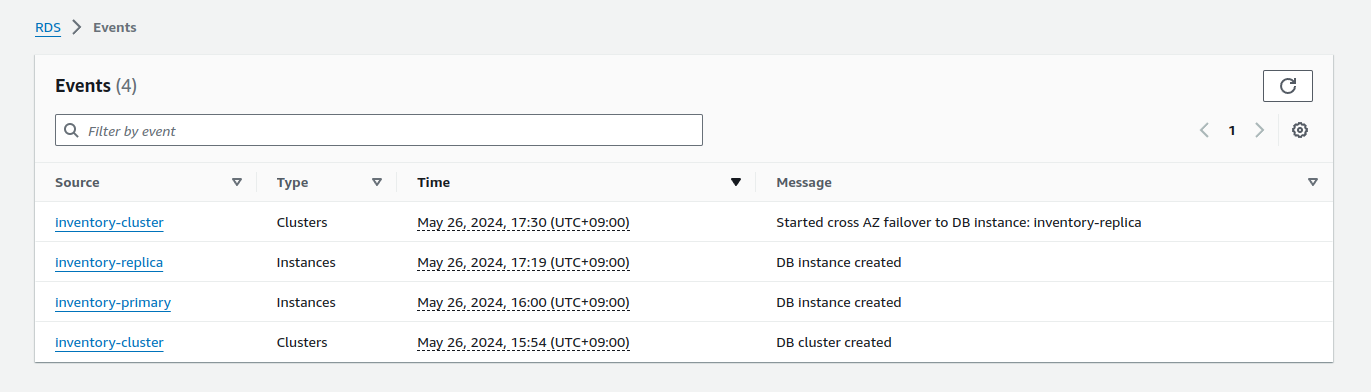 RDS > Events
Events (4)
Filter by event
1
Source Type Time Message
inventory-cluster Clusters May 26, 2024, 17:30 (UTC+09:00) Started cross AZ failover to DB instance: inventory-replica
inventory-replica Instances May 26, 2024, 17:19 (UTC+09:00) DB instance created
inventory-primary Instances May 26, 2024, 16:00 (UTC+09:00) DB instance created
inventory-cluster Clusters May 26, 2024, 15:54 (UTC+09:00) DB cluster created